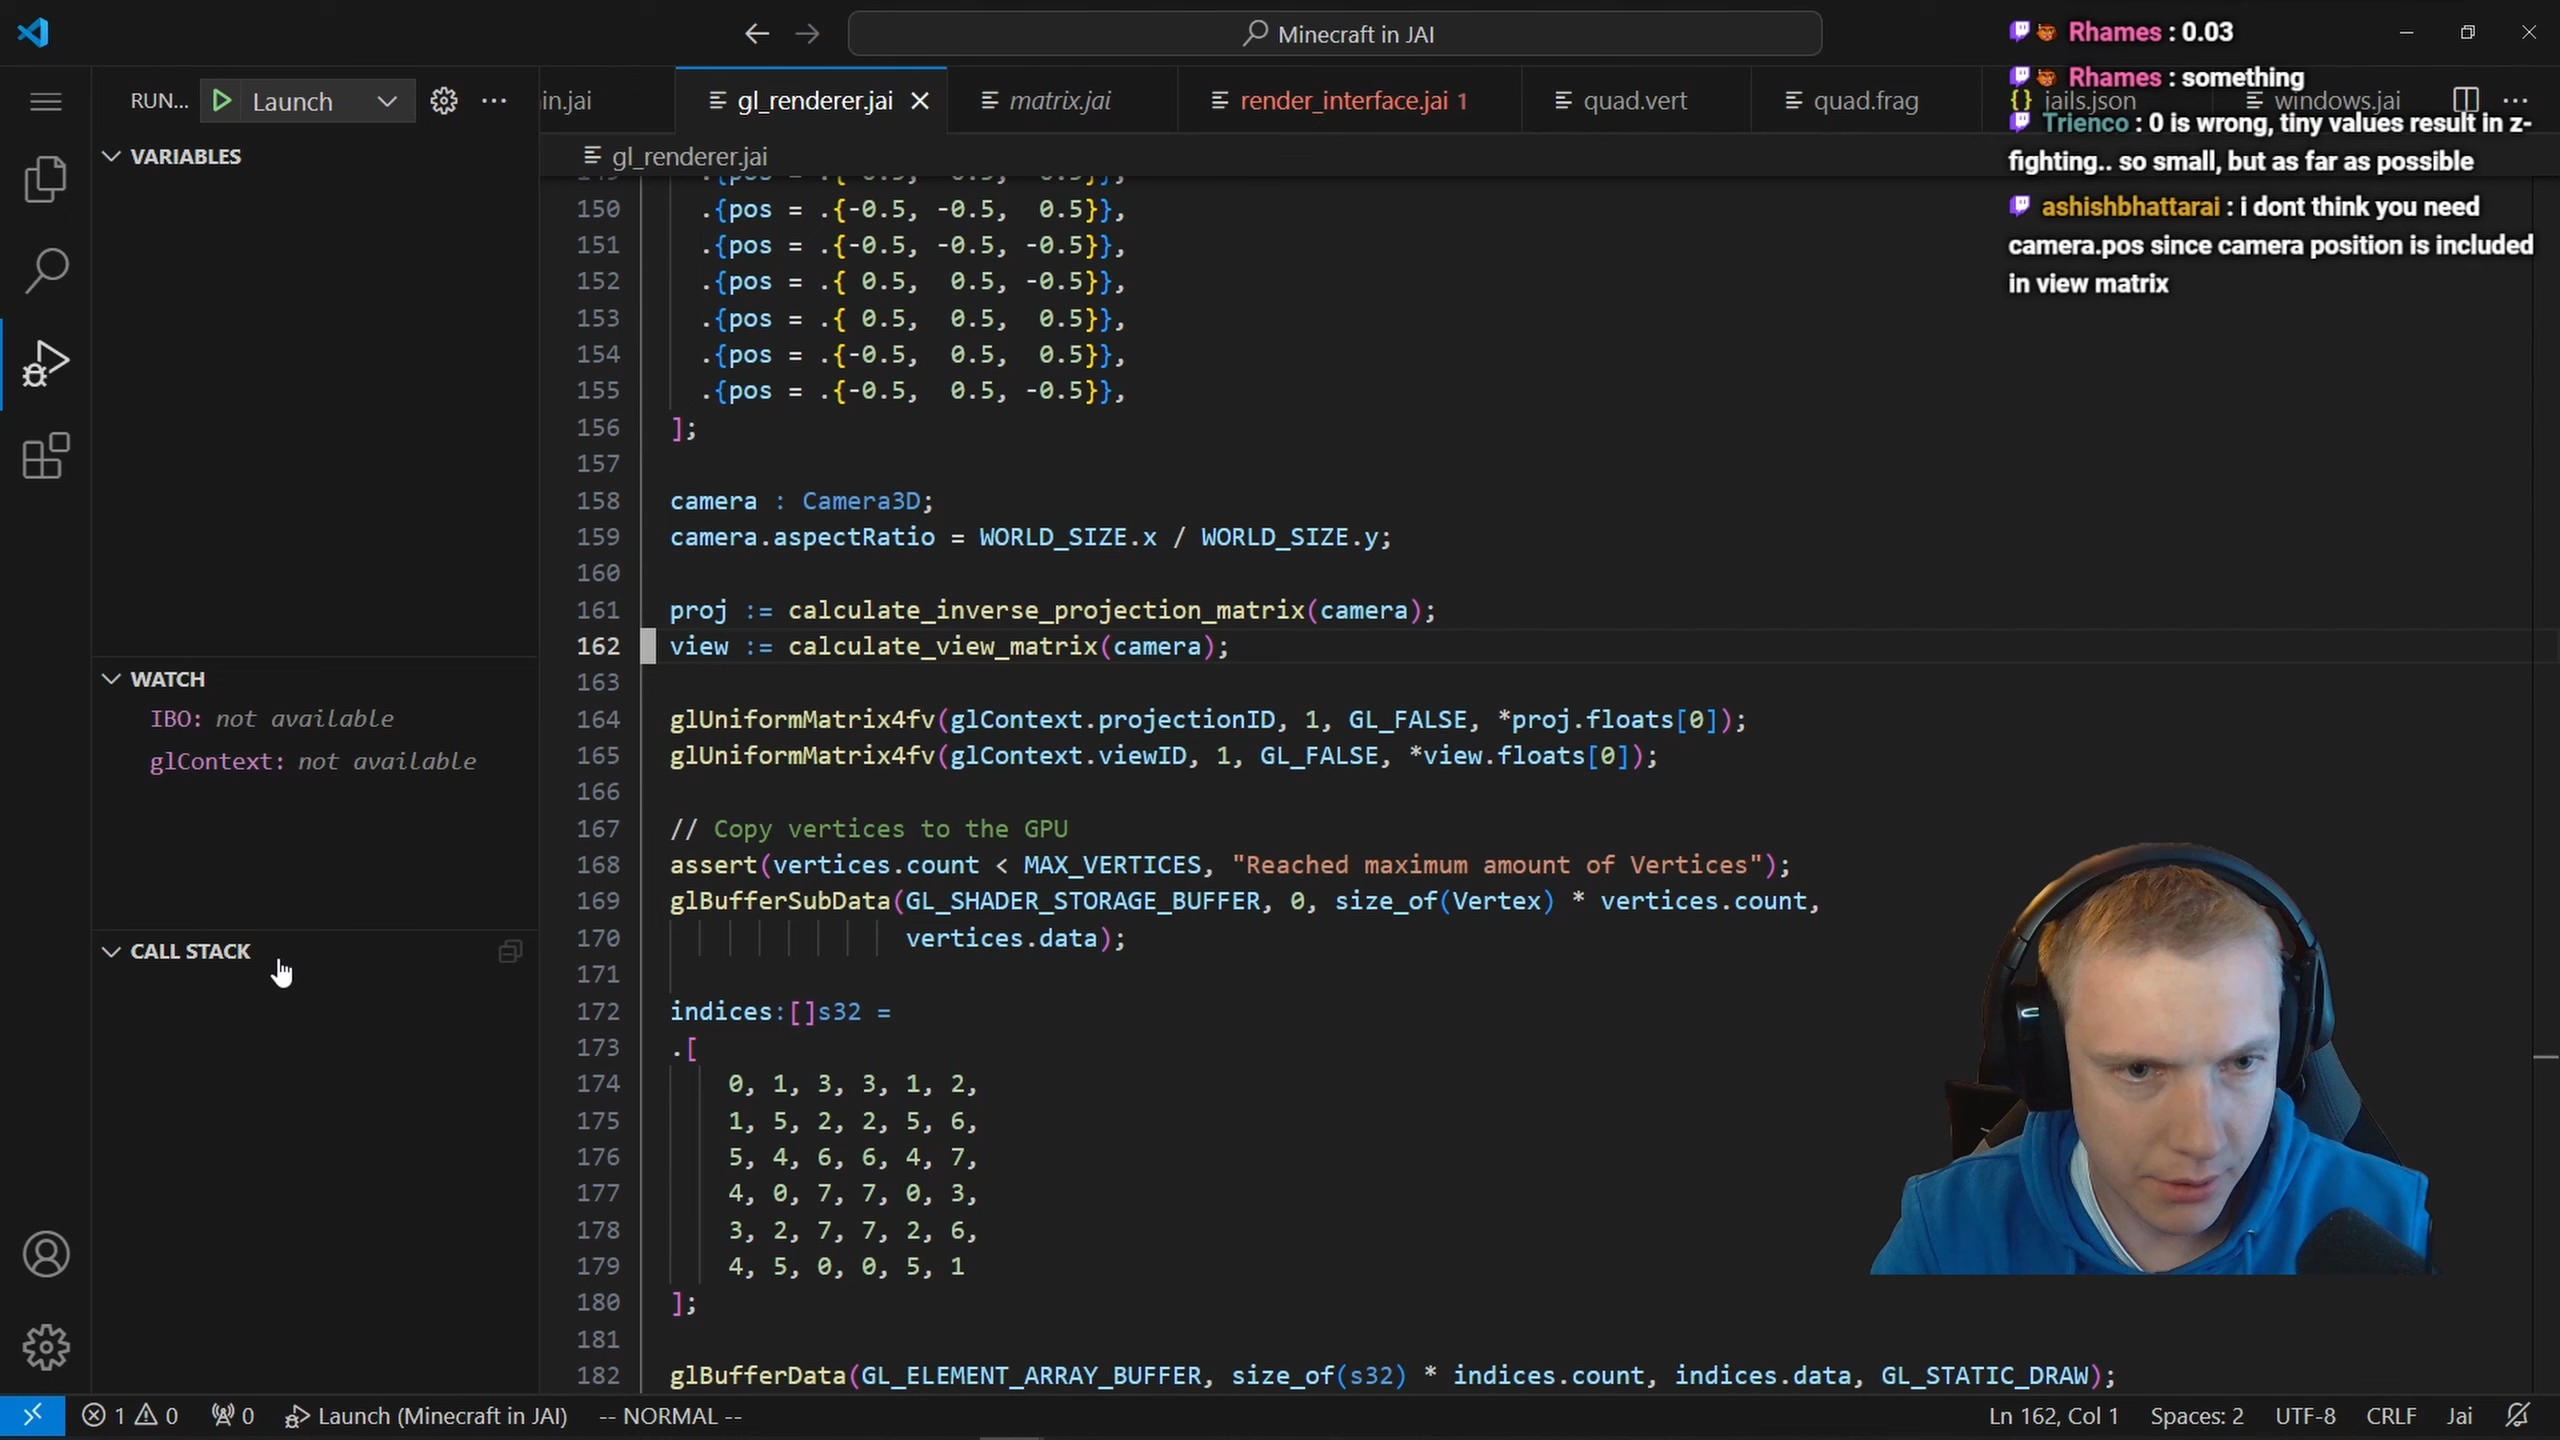 Minecraft in JAI
RUN...
Launch
in.jai
gl_renderer.jai
matrix.jai
render_interface.jai 1
quad.vert
quad.frag
jails.json
windows.jai
Rhames : 0.03
Rhames : something
Trienco : 0 is wrong, tiny values result in z-
fighting.. so small, but as far as possible
ashishbhattarai : i dont think you need
camera.pos since camera position is included
in view matrix
VARIABLES
WATCH
IBO: not available
glContext: not available
CALL STACK
gl_renderer.jai
150 .{pos = .{-0.5, -0.5,  0.5}},
151 .{pos = .{-0.5, -0.5, -0.5}},
152 .{pos = .{ 0.5,  0.5, -0.5}},
153 .{pos = .{ 0.5,  0.5,  0.5}},
154 .{pos = .{-0.5,  0.5,  0.5}},
155 .{pos = .{-0.5,  0.5, -0.5}},
156 ];
157
158 camera : Camera3D;
159 camera.aspectRatio = WORLD_SIZE.x / WORLD_SIZE.y;
160
161 proj := calculate_inverse_projection_matrix(camera);
162 view := calculate_view_matrix(camera);
163
164 glUniformMatrix4fv(glContext.projectionID, 1, GL_FALSE, *proj.floats[0]);
165 glUniformMatrix4fv(glContext.viewID, 1, GL_FALSE, *view.floats[0]);
166
167 // Copy vertices to the GPU
168 assert(vertices.count < MAX_VERTICES, "Reached maximum amount of Vertices");
169 glBufferSubData(GL_SHADER_STORAGE_BUFFER, 0, size_of(Vertex) * vertices.count,
170 vertices.data);
171
172 indices:[]s32 =
173 .[
174 0, 1, 3, 3, 1, 2,
175 1, 5, 2, 2, 5, 6,
176 5, 4, 6, 6, 4, 7,
177 4, 0, 7, 7, 0, 3,
178 3, 2, 7, 7, 2, 6,
179 4, 5, 0, 0, 5, 1
180 ];
181
182 glBufferData(GL_ELEMENT_ARRAY_BUFFER, size_of(s32) * indices.count, indices.data, GL_STATIC_DRAW);
1 0 0 Launch (Minecraft in JAI) -- NORMAL -- Ln 162, Col 1 Spaces: 2 UTF-8 CRLF Jai